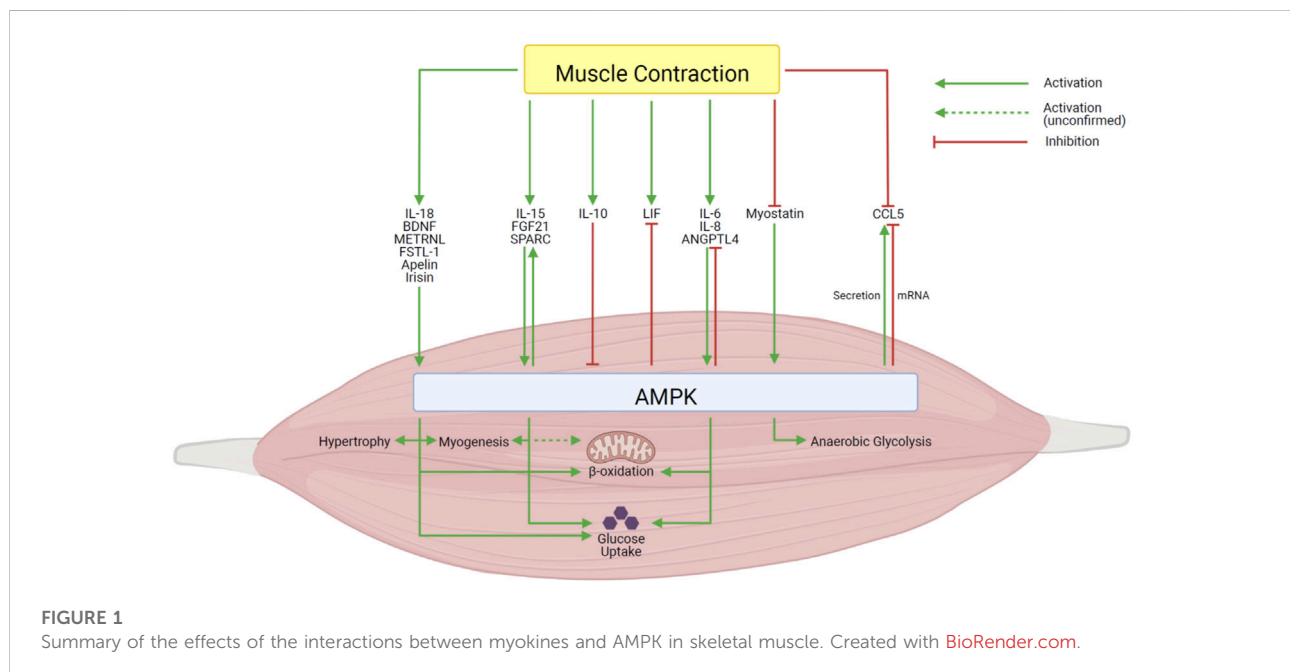 Muscle Contraction
Activation
Activation
(unconfirmed)
Inhibition
IL-18
BDNF
METRNL
FSTL-1
Apelin
Irisin
IL-15
FGF21
SPARC
IL-10
LIF
IL-6
IL-8
ANGPTL4
Myostatin
CCL5
Secretion
mRNA
AMPK
Hypertrophy
Myogenesis
β-oxidation
Anaerobic Glycolysis
Glucose
Uptake
FIGURE 1
Summary of the effects of the interactions between myokines and AMPK in skeletal muscle. Created with BioRender.com.